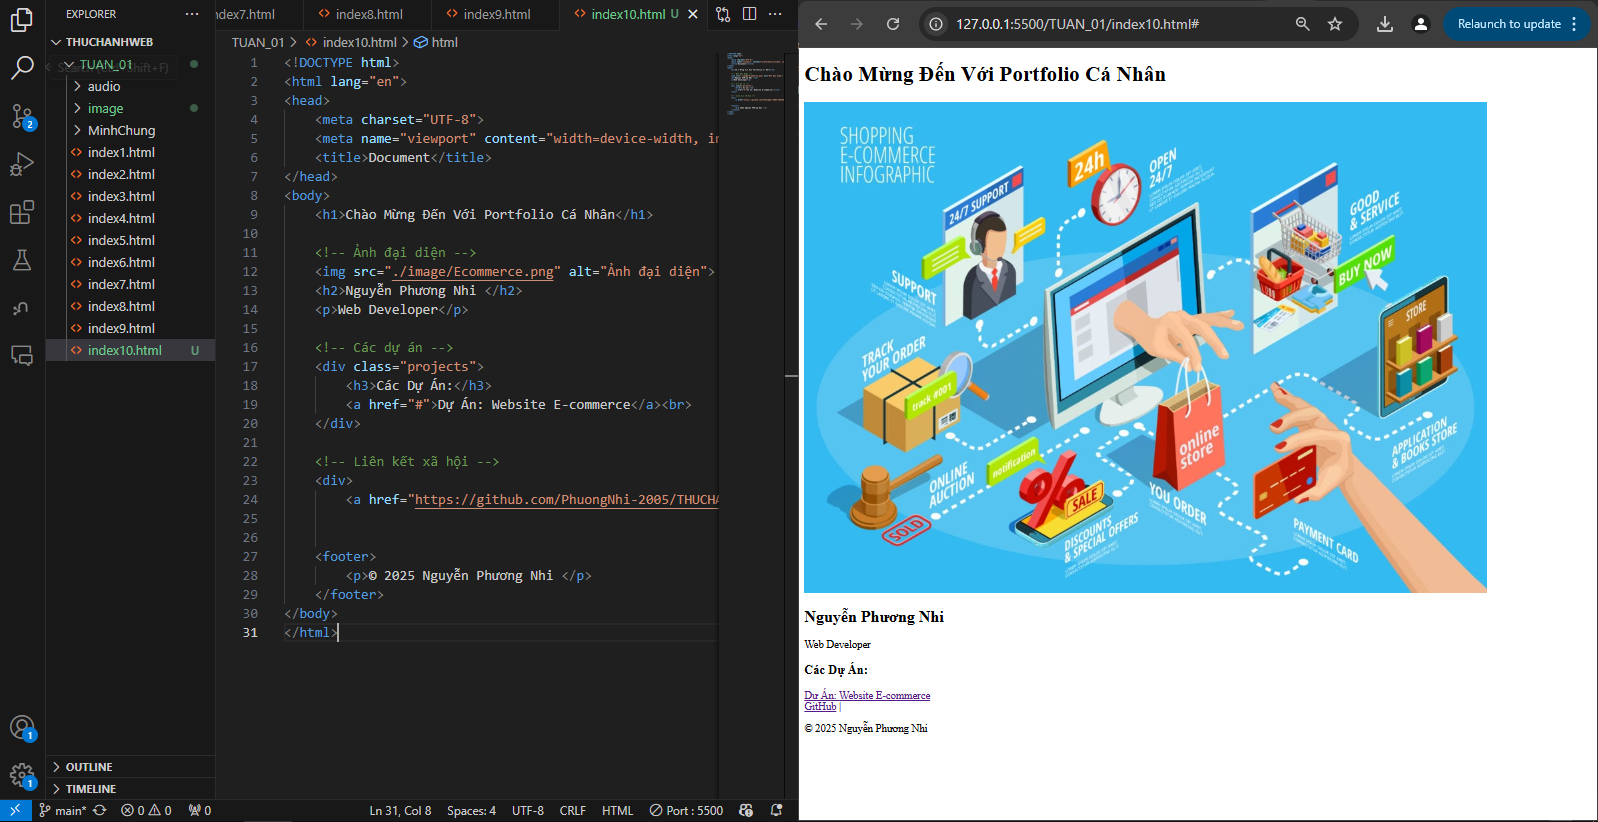 EXPLORER
THUCHANHWEB
TUAN_01
audio
image
MinhChung
index1.html
index2.html
index3.html
index4.html
index5.html
index6.html
index7.html
index8.html
index9.html
index10.html U
OUTLINE
TIMELINE
index8.html
index9.html
index10.html U
TUAN_01 > index10.html > html
1 <!DOCTYPE html>
2 <html lang="en">
3 <head>
4 <meta charset="UTF-8">
5 <meta name="viewport" content="width=device-width, in
6 <title>Document</title>
7 </head>
8 <body>
9 <h1>Chào Mừng Đến Với Portfolio Cá Nhân</h1>
10
11 <!-- Ảnh đại diện -->
12 <img src="./image/Ecommerce.png" alt="Ảnh đại diện">
13 <h2>Nguyễn Phương Nhi </h2>
14 <p>Web Developer</p>
15
16 <!-- Các dự án -->
17 <div class="projects">
18 <h3>Các Dự Án:</h3>
19 <a href="#">Dự Án: Website E-commerce</a><br>
20 </div>
21
22 <!-- Liên kết xã hội -->
23 <div>
24 <a href="https://github.com/PhuongNhi-2005/THUCHA
25
26
27 <footer>
28 <p>© 2025 Nguyễn Phương Nhi </p>
29 </footer>
30 </body>
31 </html>
main* 0 0 0 Ln 31, Col 8 Spaces: 4 UTF-8 CRLF HTML Port : 5500
127.0.0.1:5500/TUAN_01/index10.html#
Relaunch to update
Chào Mừng Đến Với Portfolio Cá Nhân
SHOPPING
E-COMMERCE
INFOGRAPHIC
24/7 SUPPORT
24h
OPEN
24/7
GOOD
& SERVICE
BUY NOW
SUPPORT
STORE
TRACK
YOUR ORDER
track #001
online
store
APPLICATION
& BOOKS STORE
notification
ONLINE
AUCTION
SOLD
SALE
YOU ORDER
DISCOUNTS
& SPECIAL OFFERS
PAYMENT CARD
Nguyễn Phương Nhi
Web Developer
Các Dự Án:
Dự Án: Website E-commerce
GitHub |
© 2025 Nguyễn Phương Nhi